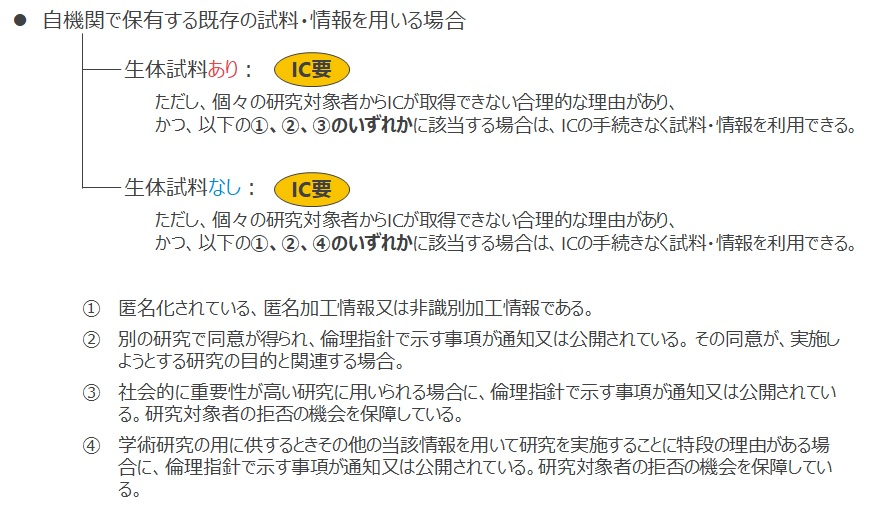 ● 自機関で保有する既存の試料・情報を用いる場合
生体試料あり： IC要
ただし、個々の研究対象者からICが取得できない合理的な理由があり、
かつ、以下の①、②、③のいずれかに該当する場合は、ICの手続きなく試料・情報を利用できる。
生体試料なし： IC要
ただし、個々の研究対象者からICが取得できない合理的な理由があり、
かつ、以下の①、②、④のいずれかに該当する場合は、ICの手続きなく試料・情報を利用できる。
① 匿名化されている、匿名加工情報又は非識別加工情報である。
② 別の研究で同意が得られ、倫理指針で示す事項が通知又は公開されている。その同意が、実施し
ようとする研究の目的と関連する場合。
③ 社会的に重要性が高い研究に用いられる場合に、倫理指針で示す事項が通知又は公開されてい
る。研究対象者の拒否の機会を保障している。
④ 学術研究の用に供するときその他の当該情報を用いて研究を実施することに特段の理由がある場
合に、倫理指針で示す事項が通知又は公開されている。研究対象者の拒否の機会を保障してい
る。